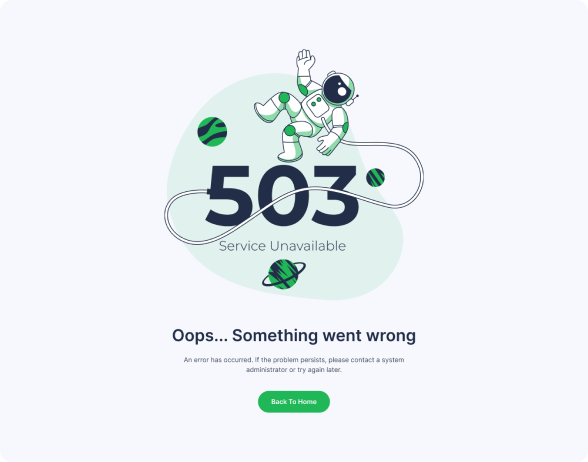 503
Service Unavailable
Oops... Something went wrong
An error has occurred. If the problem persists, please contact a system
administrator or try again later.
Back To Home